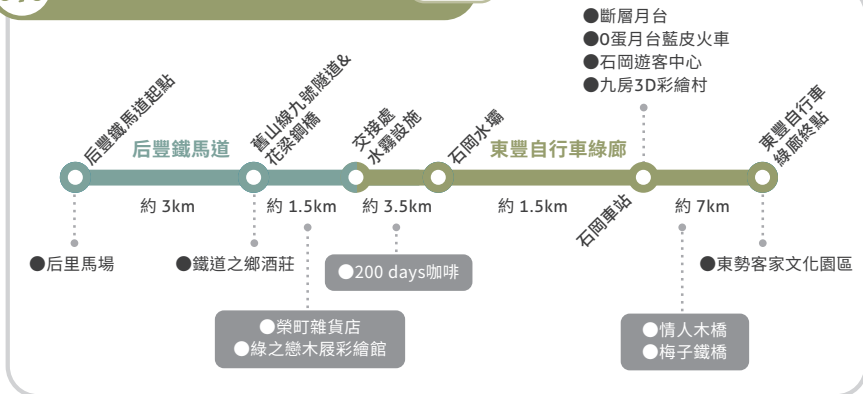 ●斷層月台
●0蛋月台藍皮火車
●石岡遊客中心
●九房3D彩繪村
后豐鐵馬道起點
后豐鐵馬道
舊山線九號隧道&
花梁鋼橋
交接處
水霧設施
石岡水壩
東豐自行車綠廊
東豐自行車
綠廊終點
約 3km
約 1.5km
約 3.5km
約 1.5km
石岡車站
約 7km
●后里馬場
●鐵道之鄉酒莊
●200 days咖啡
●東勢客家文化園區
●榮町雜貨店
●綠之戀木屐彩繪館
●情人木橋
●梅子鐵橋